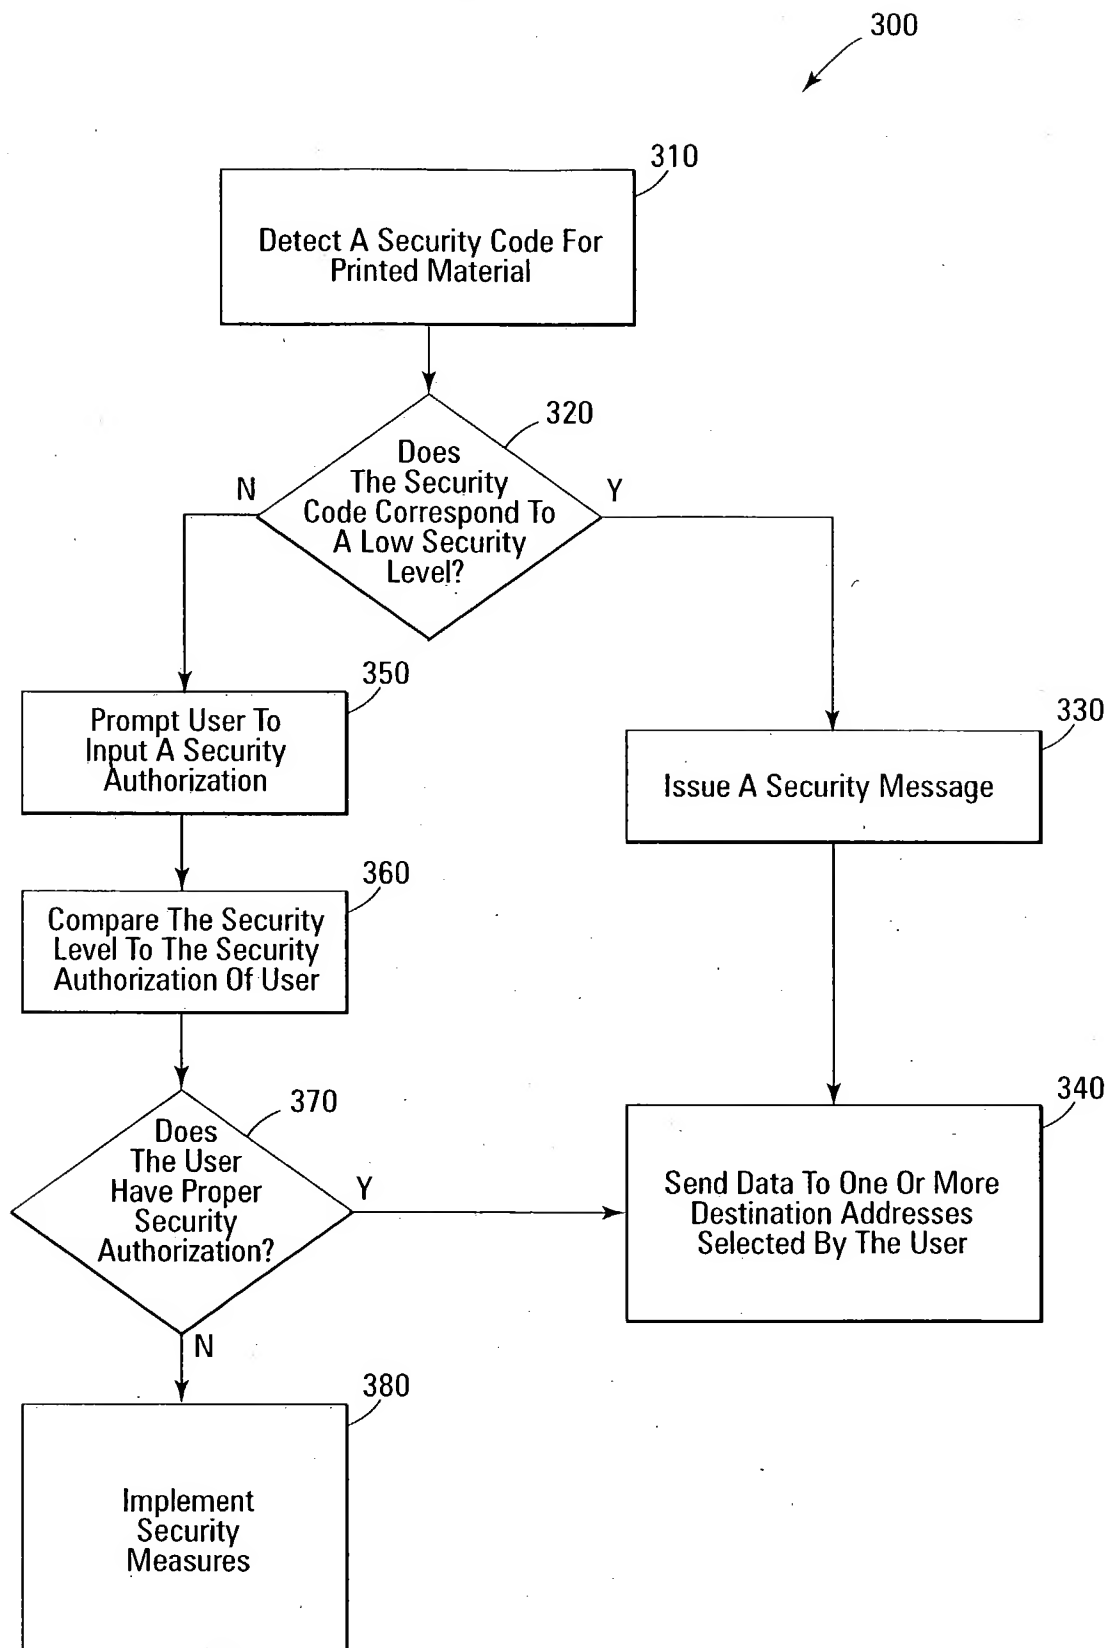 300
310
Detect A Security Code For
Printed Material
320
Does
The Security
Code Correspond To
A Low Security
Level?
N
Y
350
Prompt User To
Input A Security
Authorization
330
Issue A Security Message
360
Compare The Security
Level To The Security
Authorization Of User
370
Does
The User
Have Proper
Security
Authorization?
Y
N
340
Send Data To One Or More
Destination Addresses
Selected By The User
380
Implement
Security
Measures